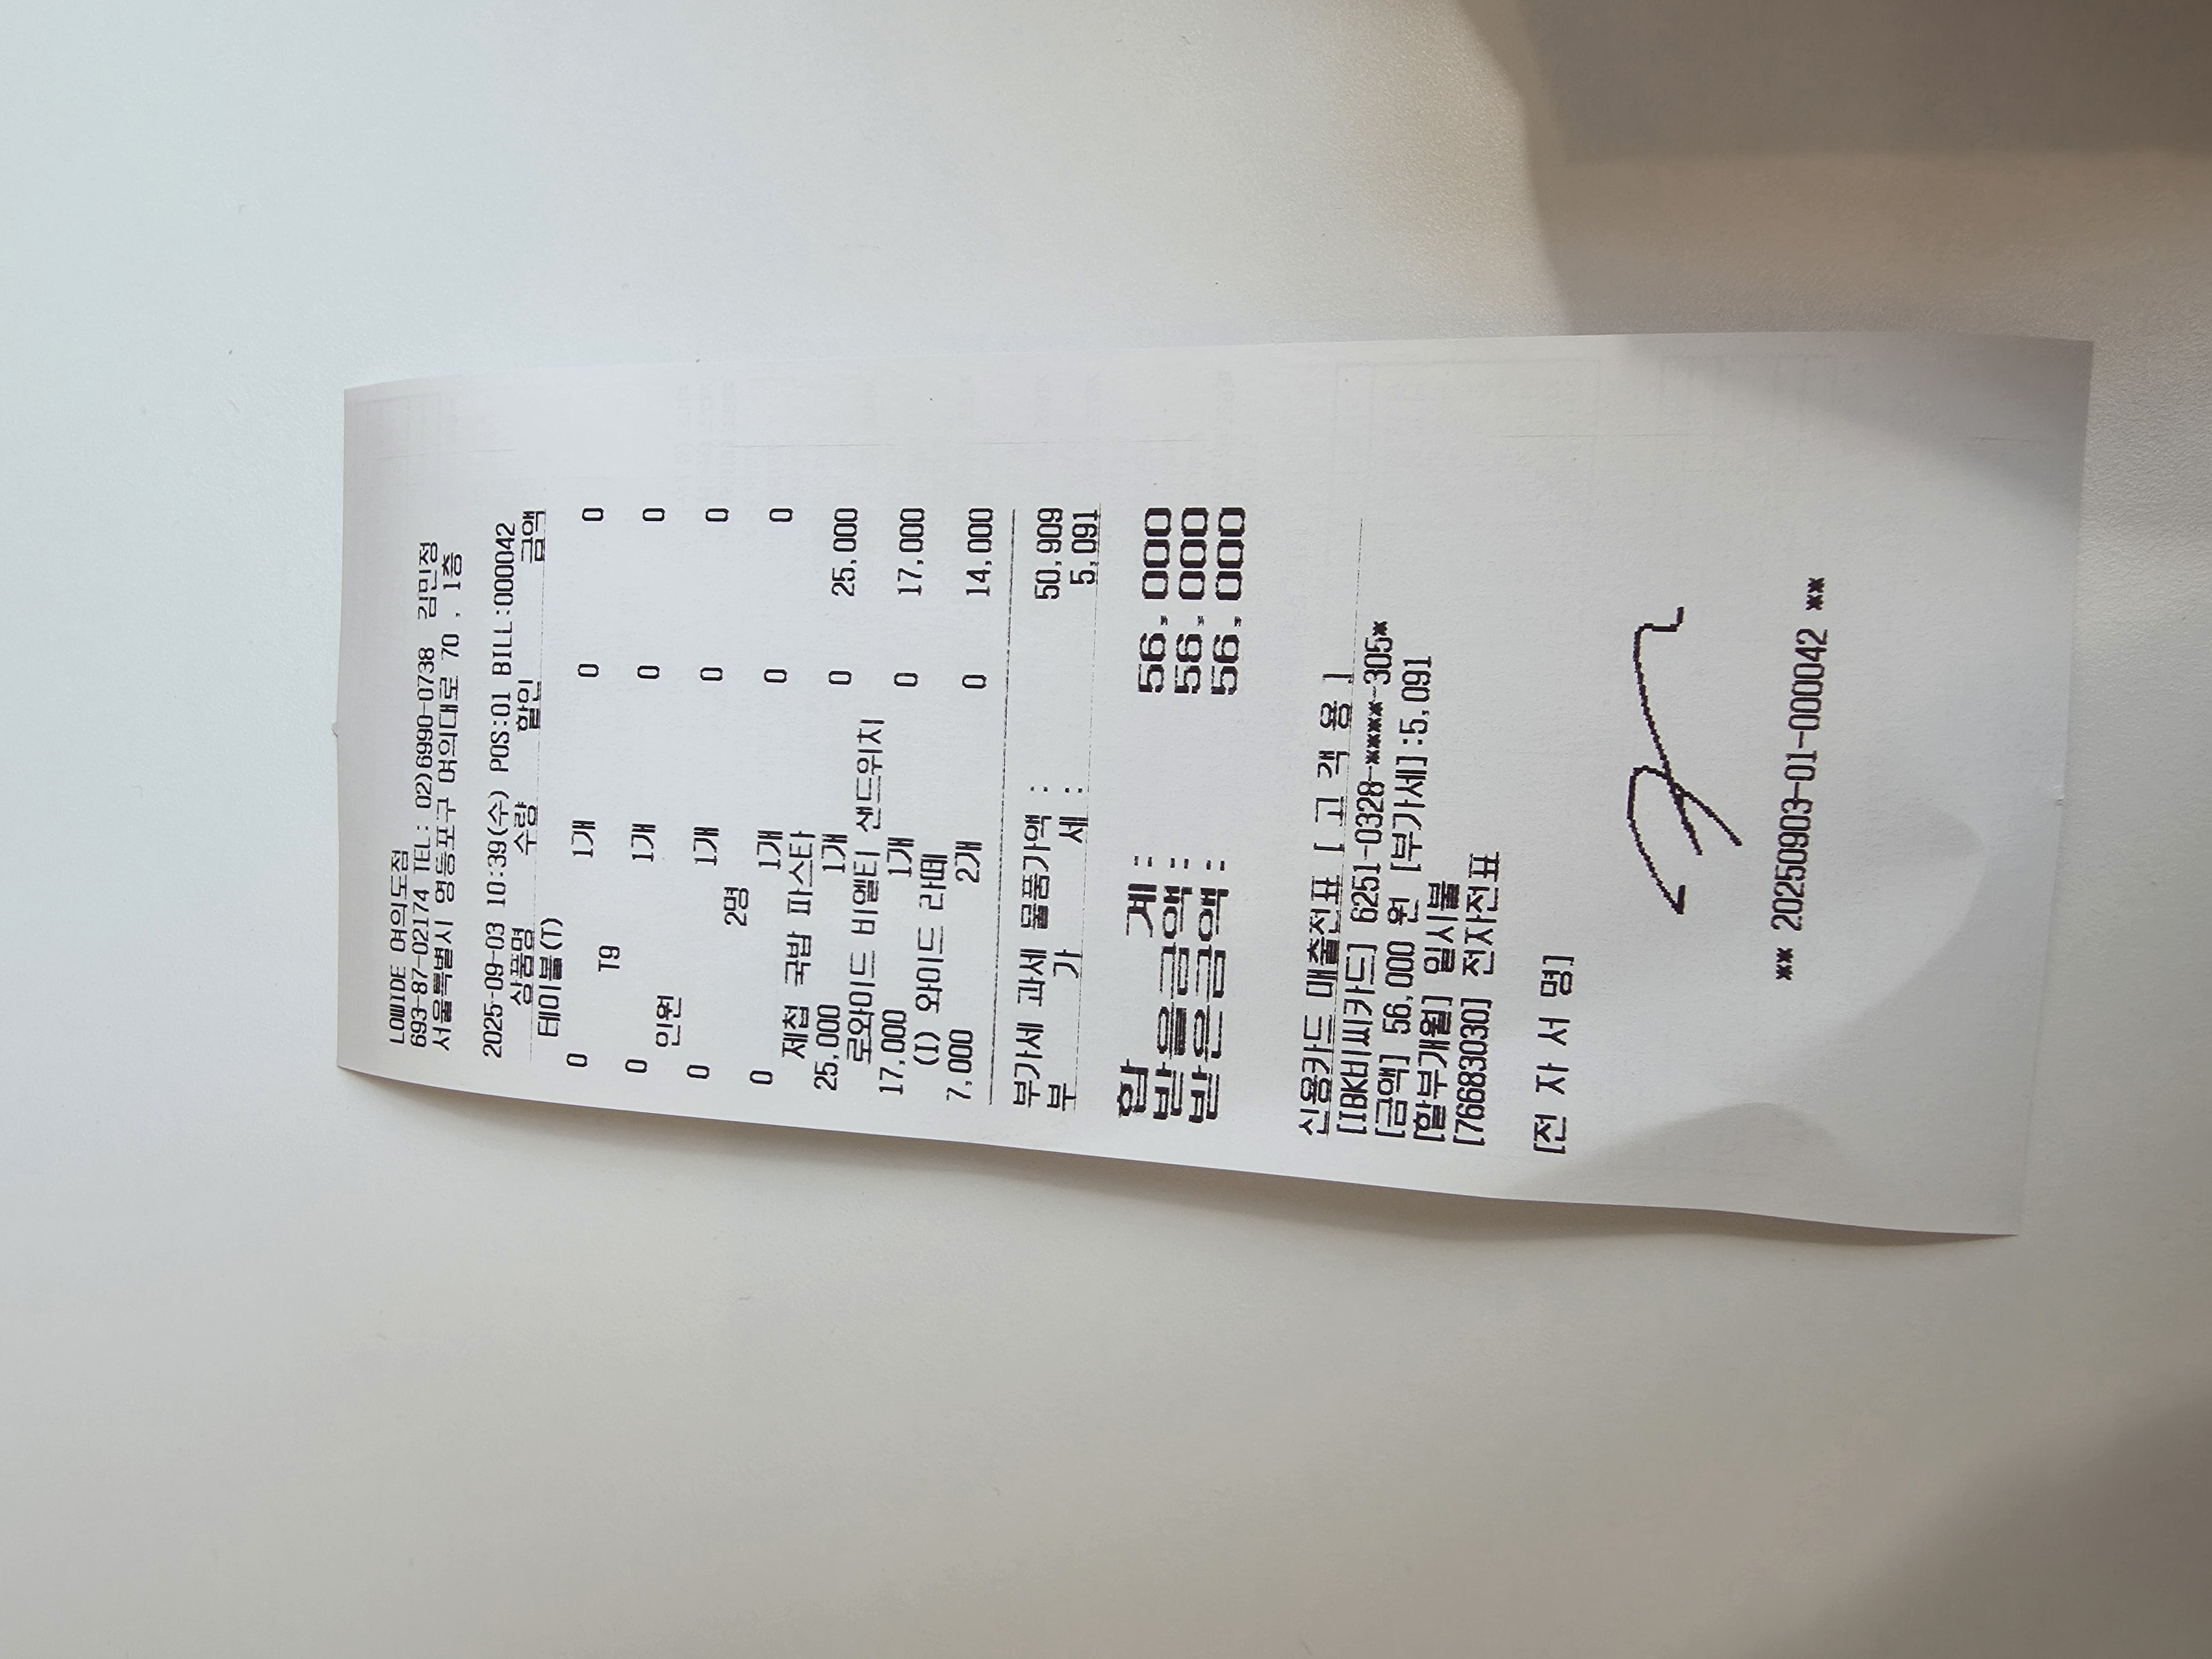 LOWIDE 여의도점
693-87-02174 TEL: 02)6990-0738 김민정
서울특별시 영등포구 여의대로 70 , 1층
2025-09-03 10:39(수) POS:01 BILL:000042
상품명 수량 할인 금액
테이블(T)
0 1개 0 0
T9
0 1개 0 0
인원
0 1개 0 0
2명
0 1개 0 0
제첩 국밥 파스타
25,000 1개 0 25,000
로와이드 비엘티 샌드위치
17,000 1개 0 17,000
(I) 와이드 라떼
7,000 2개 0 14,000
부가세 과세 물품가액 : 50,909
부 가 세 : 5,091
합 계 : 56,000
받을금액 : 56,000
받은금액 : 56,000
신용카드 매출전표 [ 고 객 용 ]
[IBK비씨카드] 6251-0328-****-305*
[금액] 56,000 원 [부가세] :5,091
[할부개월] 일시불
[76683030] 전자전표
[전 자 서 명]
** 20250903-01-000042 **